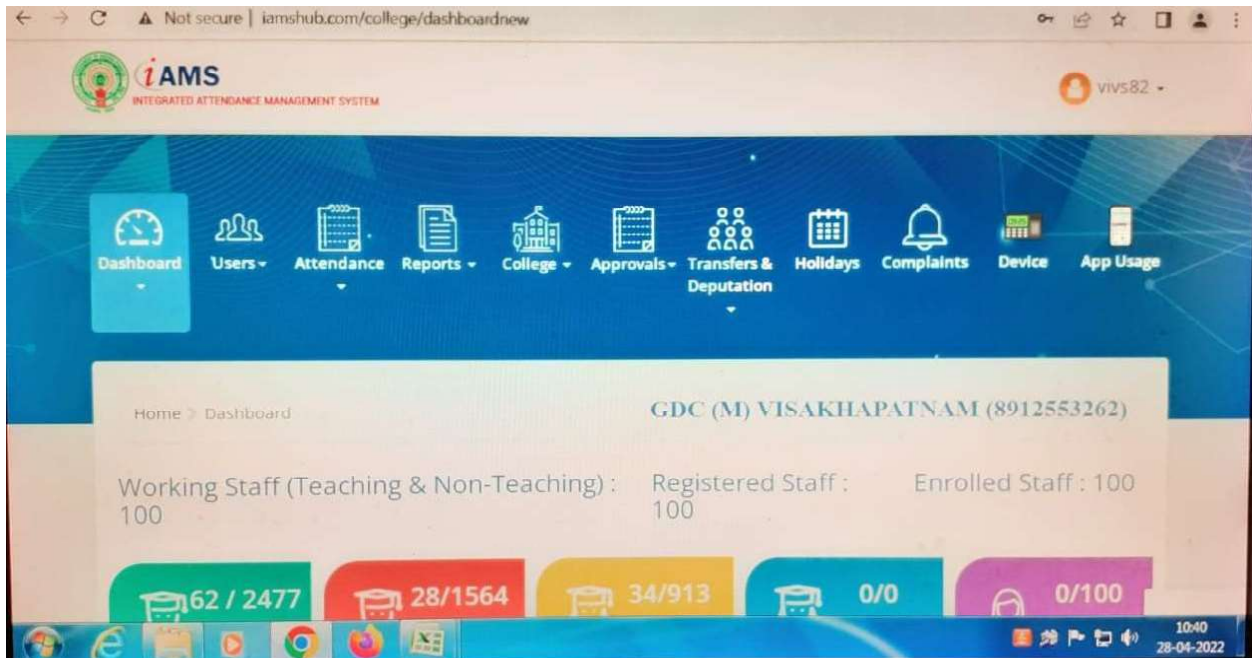 Not secure | iamshub.com/college/dashboardnew
iAMS
INTEGRATED ATTENDANCE MANAGEMENT SYSTEM
vivs82
Dashboard
Users
Attendance
Reports
College
Approvals
Transfers &
Deputation
Holidays
Complaints
Device
App Usage
Home > Dashboard
GDC (M) VISAKHAPATNAM (8912553262)
Working Staff (Teaching & Non-Teaching) :
100
Registered Staff :
100
Enrolled Staff : 100
62 / 2477
28/1564
34/913
0/0
0/100
10:40
28-04-2022